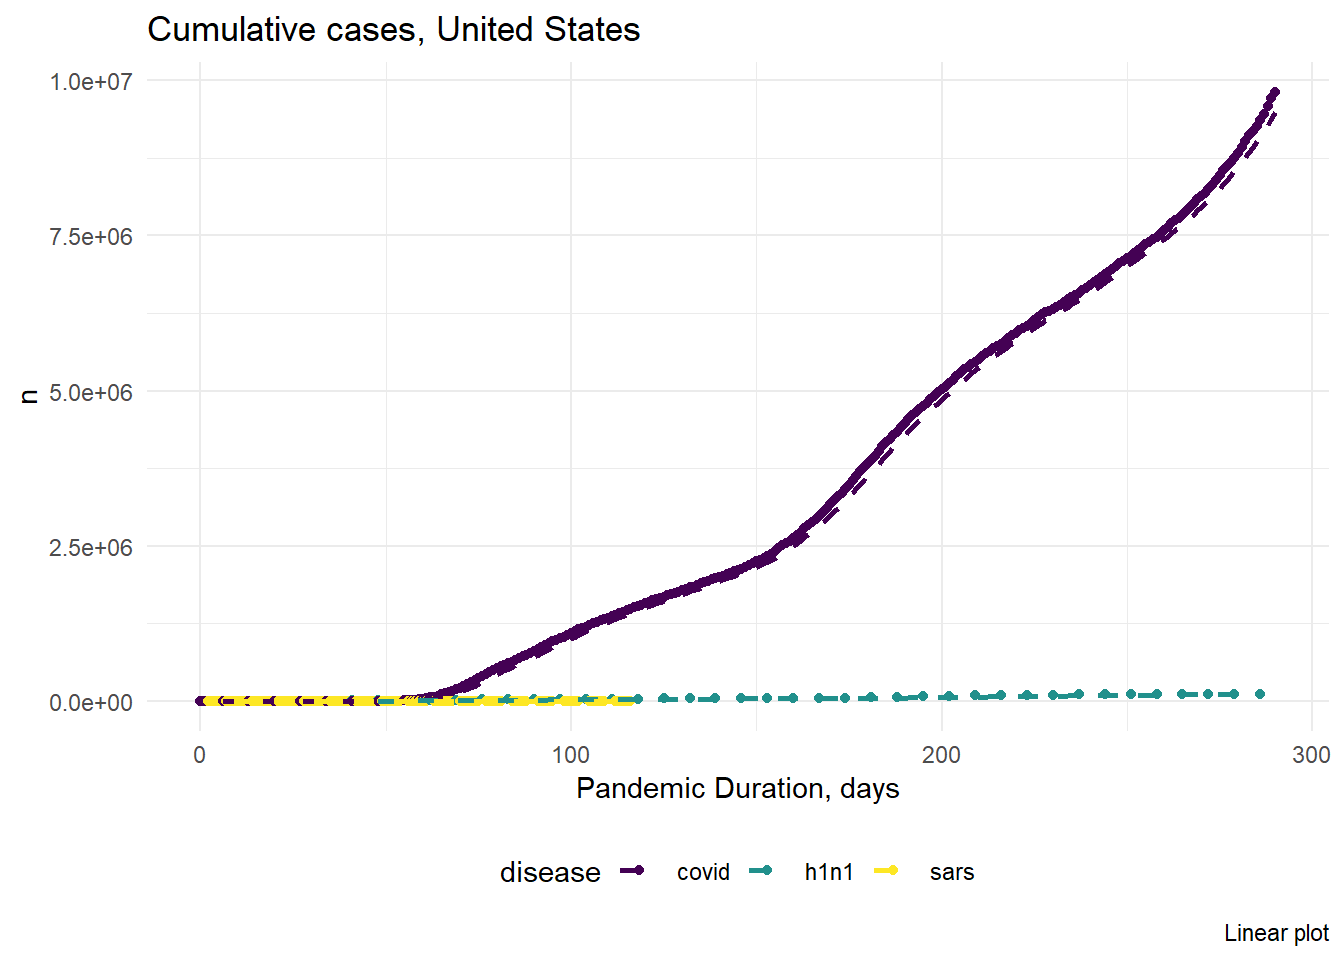 Cumulative cases, United States
1.0e+07
7.5e+06
n
5.0e+06
2.5e+06
0.0e+00
0 100 200 300
Pandemic Duration, days
disease covid h1n1 sars
Linear plot